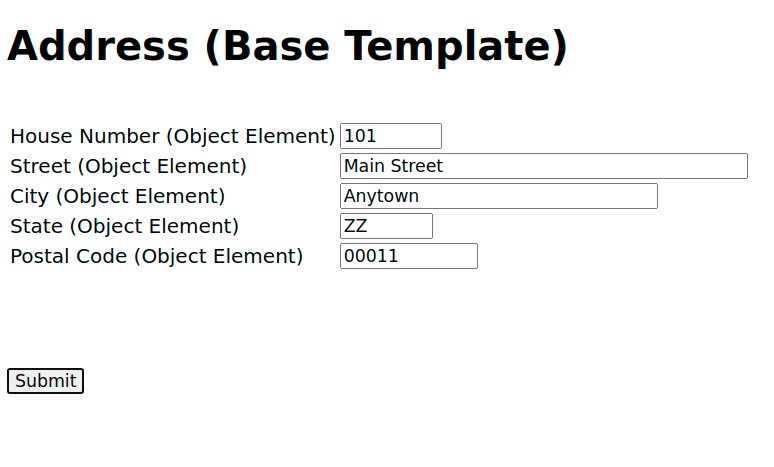 Address (Base Template)
House Number (Object Element) 101
Street (Object Element) Main Street
City (Object Element) Anytown
State (Object Element) ZZ
Postal Code (Object Element) 00011
Submit